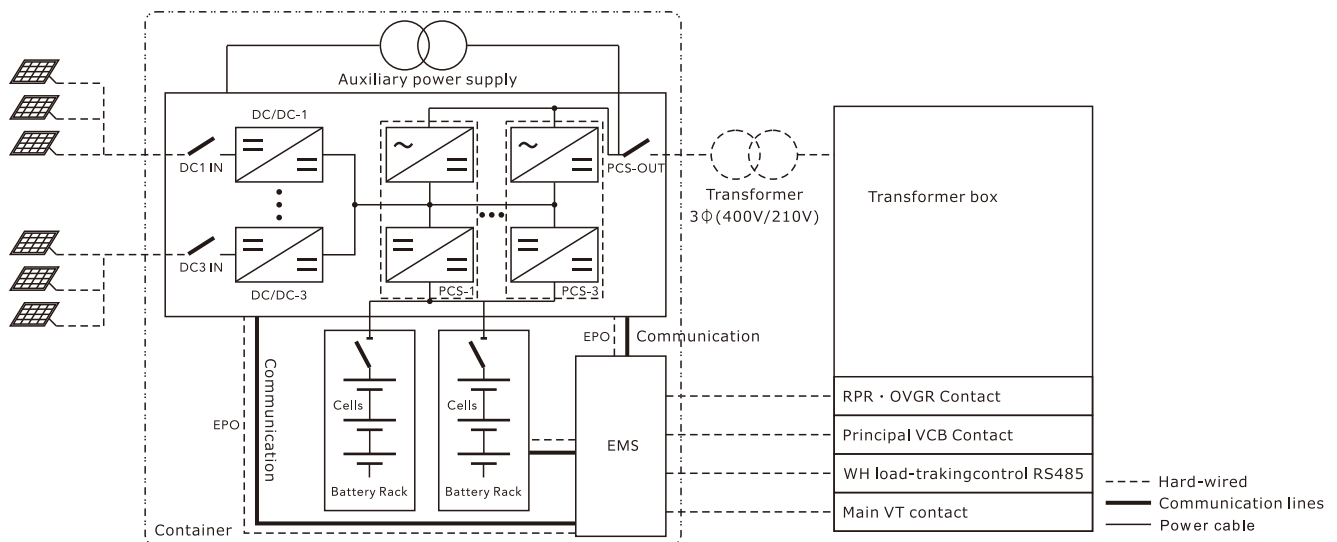 Auxiliary power supply
DC/DC-1
DC1 IN
PCS-OUT
Transformer
3Φ(400V/210V)
Transformer box
DC3 IN
DC/DC-3
PCS-1
PCS-3
EPO
Communication
Communication
EPO
Cells
Cells
Battery Rack
Battery Rack
EMS
Container
RPR・OVGR Contact
Principal VCB Contact
WH load-trakingcontrol RS485
Main VT contact
Hard-wired
Communication lines
Power cable